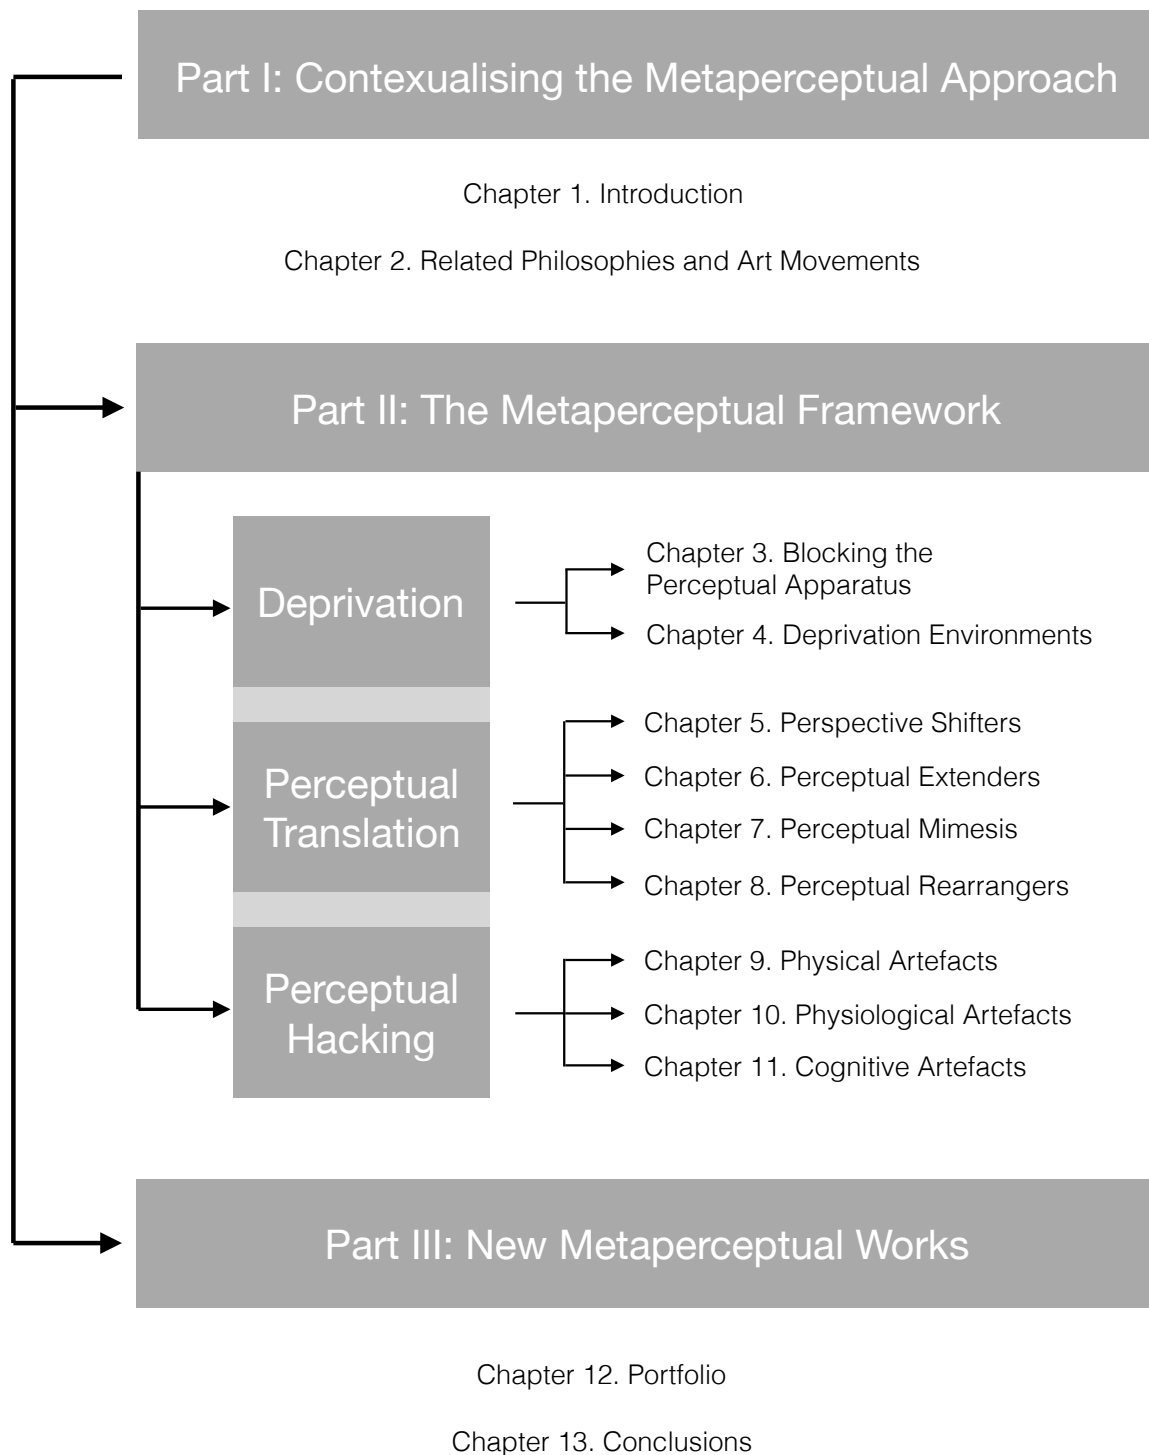 Part I: Contexualising the Metaperceptual Approach
Chapter 1. Introduction
Chapter 2. Related Philosophies and Art Movements
Part II: The Metaperceptual Framework
Deprivation
Chapter 3. Blocking the
Perceptual Apparatus
Chapter 4. Deprivation Environments
Perceptual
Translation
Chapter 5. Perspective Shifters
Chapter 6. Perceptual Extenders
Chapter 7. Perceptual Mimesis
Chapter 8. Perceptual Rearrangers
Perceptual
Hacking
Chapter 9. Physical Artefacts
Chapter 10. Physiological Artefacts
Chapter 11. Cognitive Artefacts
Part III: New Metaperceptual Works
Chapter 12. Portfolio
Chapter 13. Conclusions